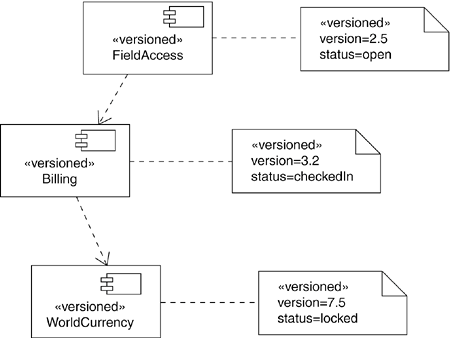 «versioned»
FieldAccess
«versioned»
version=2.5
status=open
«versioned»
Billing
«versioned»
version=3.2
status=checkedIn
«versioned»
WorldCurrency
«versioned»
version=7.5
status=locked